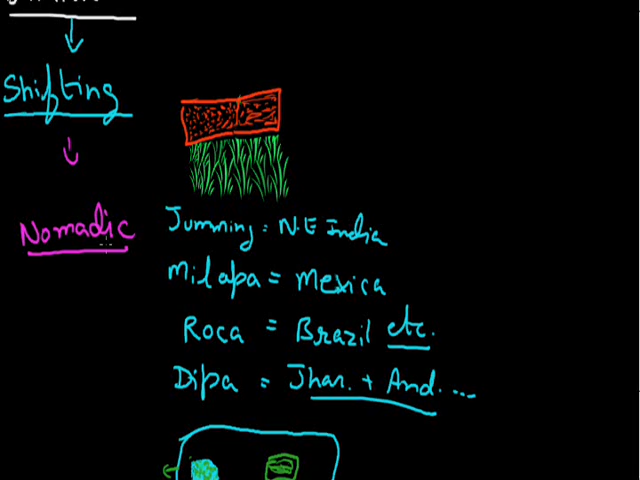 Shifting
Nomadic
Jumming = N.E India
Milapa = Mexica
Roca = Brazil etc.
Dipa = Jhar. + And. ...